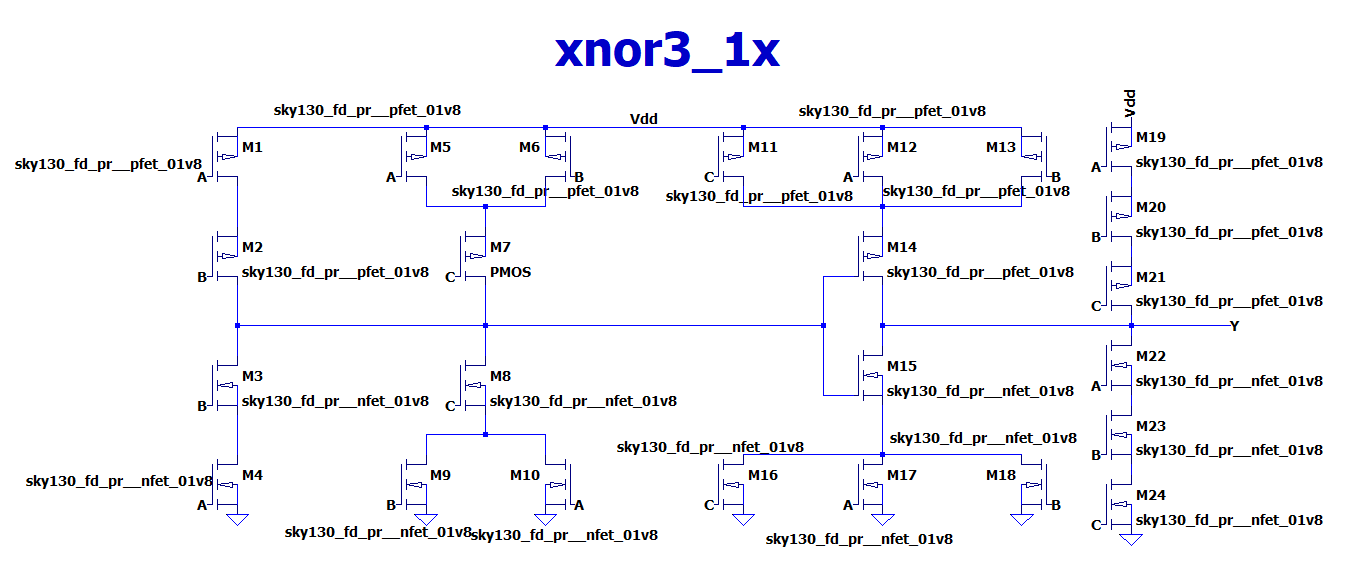 xnor3_1x
sky130_fd_pr__pfet_01v8
Vdd
sky130_fd_pr__pfet_01v8
Vdd
M1
M5
M6
M11
M12
M13
M19
sky130_fd_pr__pfet_01v8
sky130_fd_pr__pfet_01v8
A
A
B
C
A
B
A
sky130_fd_pr__pfet_01v8
sky130_fd_pr__pfet_01v8
sky130_fd_pr__pfet_01v8
M20
sky130_fd_pr__pfet_01v8
B
M2
M7
M14
sky130_fd_pr__pfet_01v8
PMOS
sky130_fd_pr__pfet_01v8
B
C
M21
sky130_fd_pr__pfet_01v8
C
Y
M3
M8
M15
M22
sky130_fd_pr__nfet_01v8
sky130_fd_pr__nfet_01v8
sky130_fd_pr__nfet_01v8
sky130_fd_pr__nfet_01v8
B
C
A
M23
sky130_fd_pr__nfet_01v8
sky130_fd_pr__nfet_01v8
sky130_fd_pr__nfet_01v8
B
M4
M9
M10
M16
M17
M18
M24
sky130_fd_pr__nfet_01v8
A
B
A
C
A
B
C
sky130_fd_pr__nfet_01v8
sky130_fd_pr__nfet_01v8
sky130_fd_pr__nfet_01v8
sky130_fd_pr__nfet_01v8